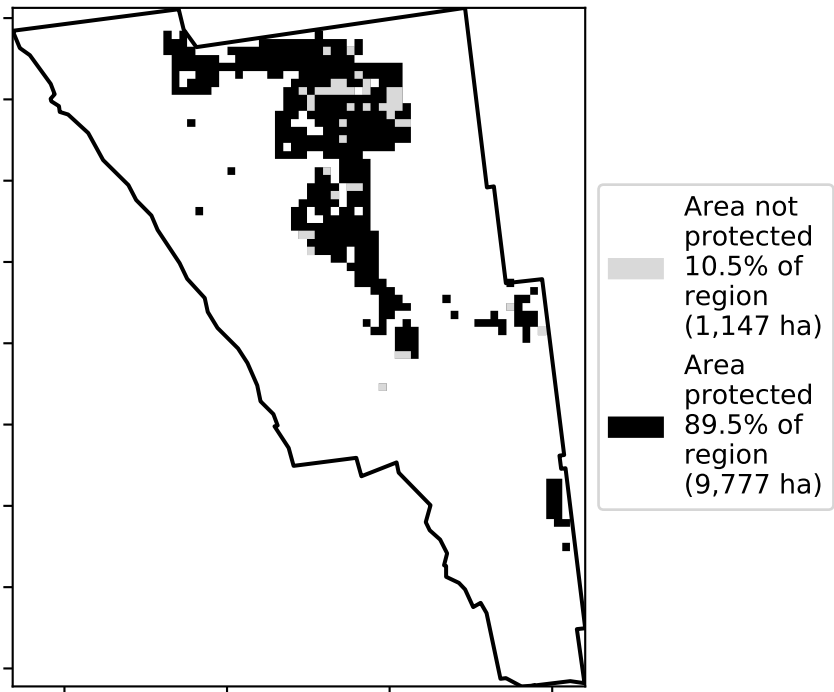 Area not
protected
10.5% of
region
(1,147 ha)
Area
protected
89.5% of
region
(9,777 ha)